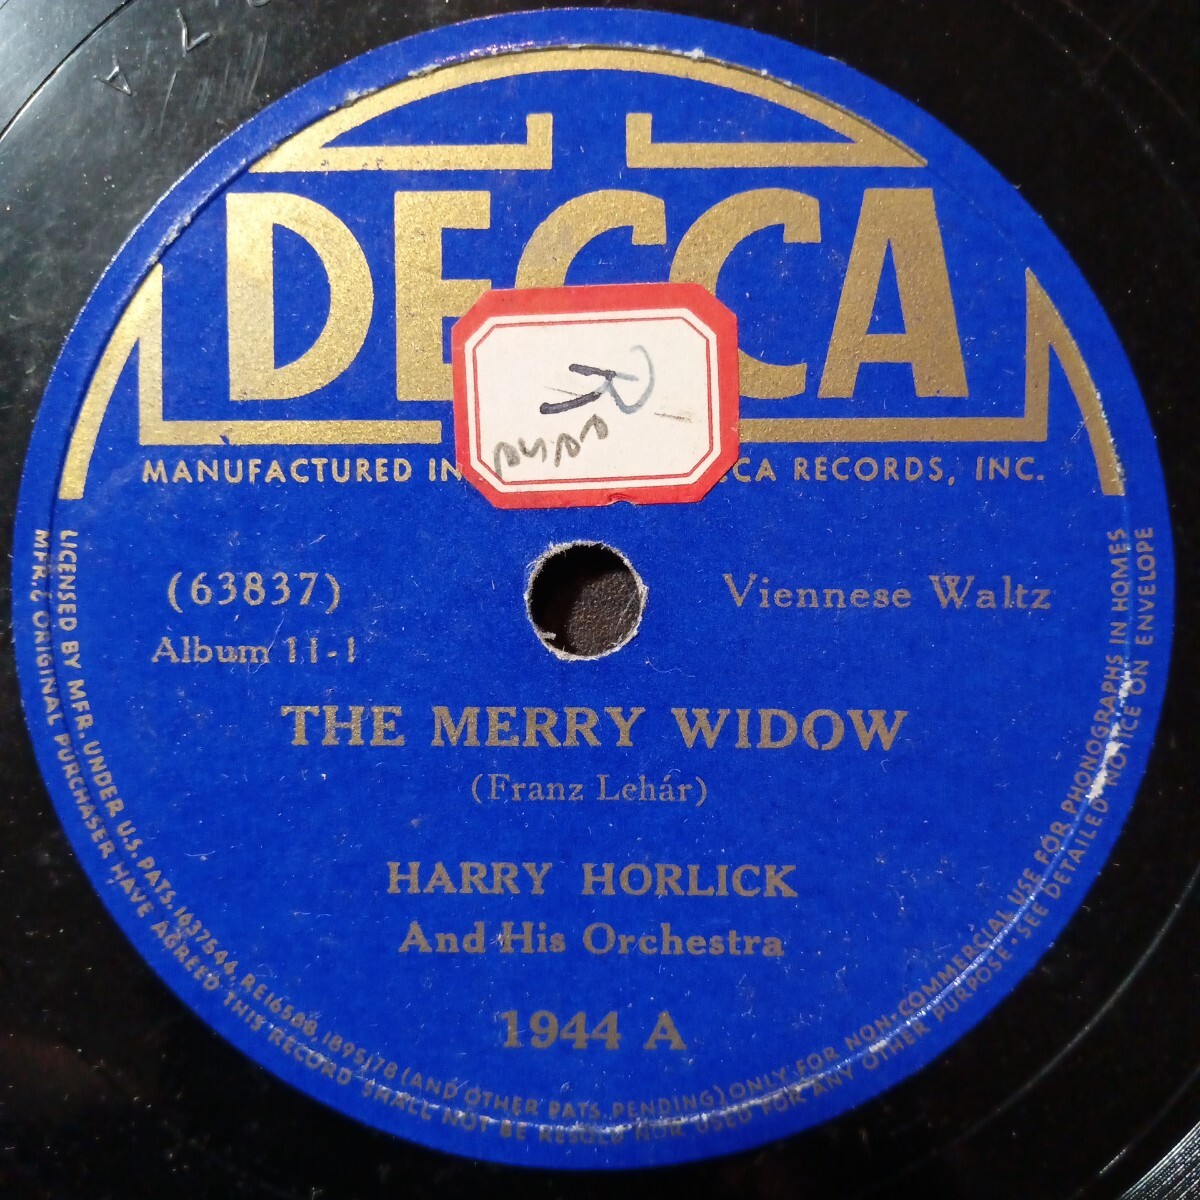 DECCA
MANUFACTURED IN
CCA RECORDS, INC.
(63837)
Viennese Waltz
Album 11-1
THE MERRY WIDOW
(Franz Lehár)
HARRY HORLICK
And His Orchestra
1944 A
LICENSED BY MFR. UNDER U.S. PATS. 1637544, RE16588, 1895178 (AND OTHER PATS. PENDING) ONLY FOR NON-COMMERCIAL USE FOR PHONOGRAPHS IN HOMES
MFR. & ORIGINAL PURCHASER HAVE AGREED THIS RECORD SHALL NOT BE RESOLD NOR USED FOR ANY OTHER PURPOSE · SEE DETAILED NOTICE ON ENVELOPE